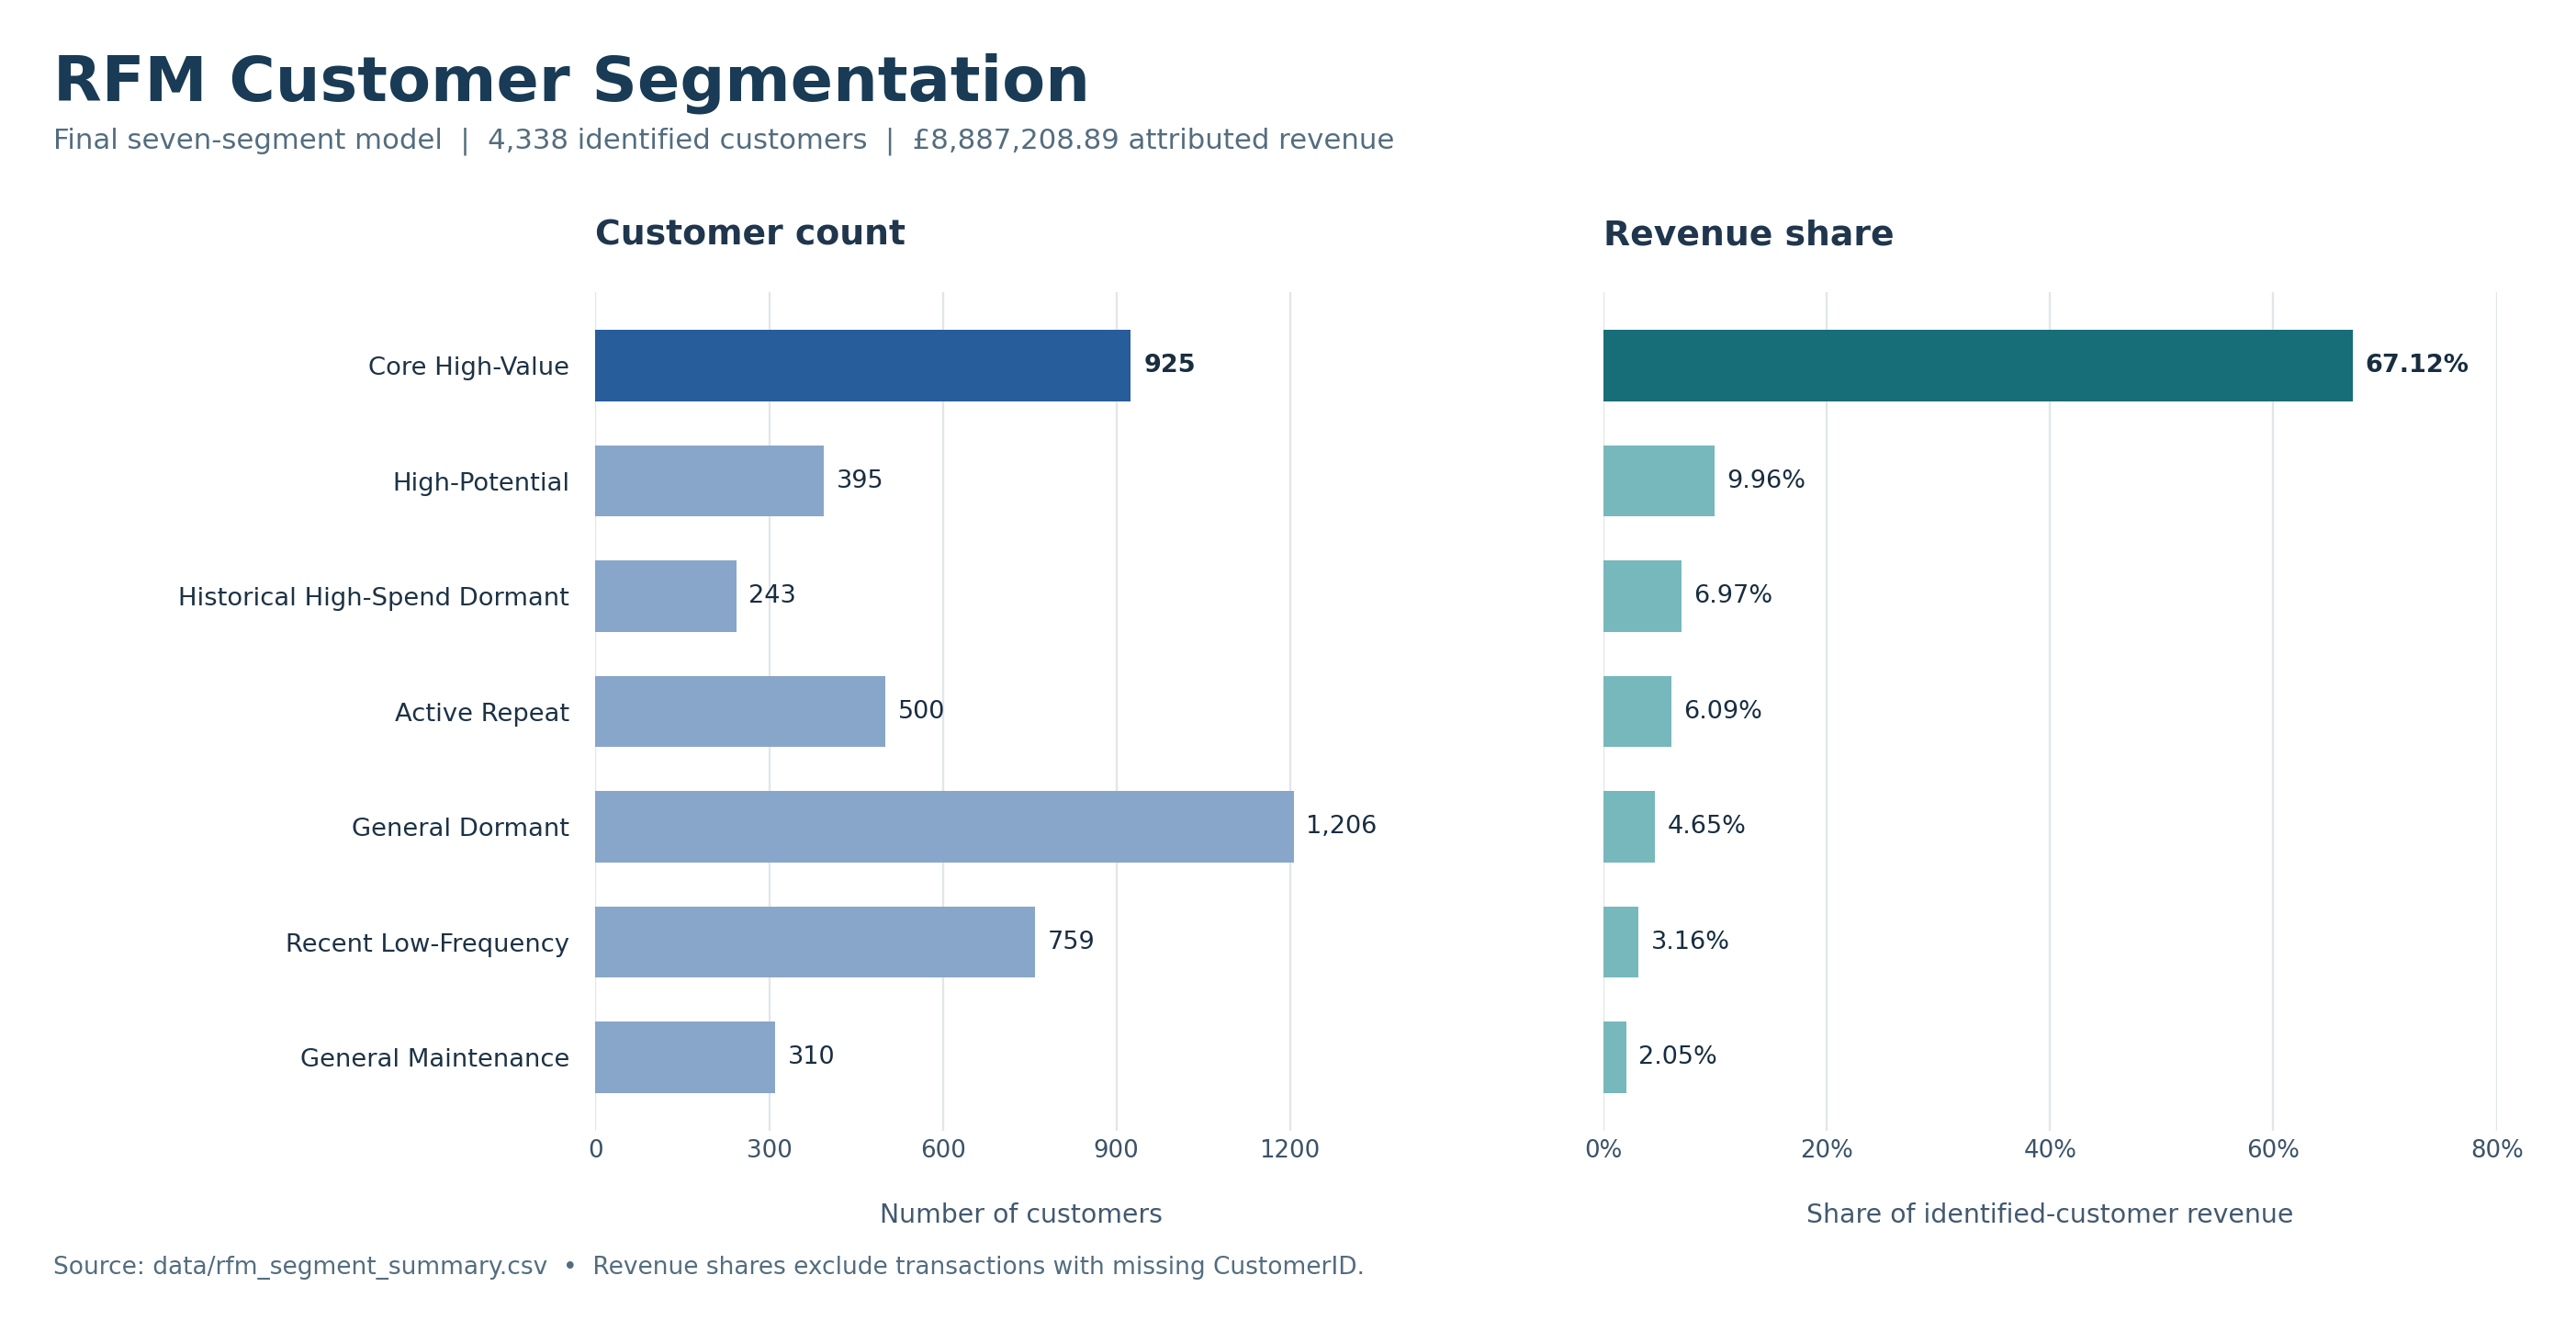 RFM Customer Segmentation
Final seven-segment model | 4,338 identified customers | £8,887,208.89 attributed revenue
Customer count
Revenue share
Core High-Value
925
67.12%
High-Potential
395
9.96%
Historical High-Spend Dormant
243
6.97%
Active Repeat
500
6.09%
General Dormant
1,206
4.65%
Recent Low-Frequency
759
3.16%
General Maintenance
310
2.05%
0 300 600 900 1200
0% 20% 40% 60% 80%
Number of customers
Share of identified-customer revenue
Source: data/rfm_segment_summary.csv • Revenue shares exclude transactions with missing CustomerID.